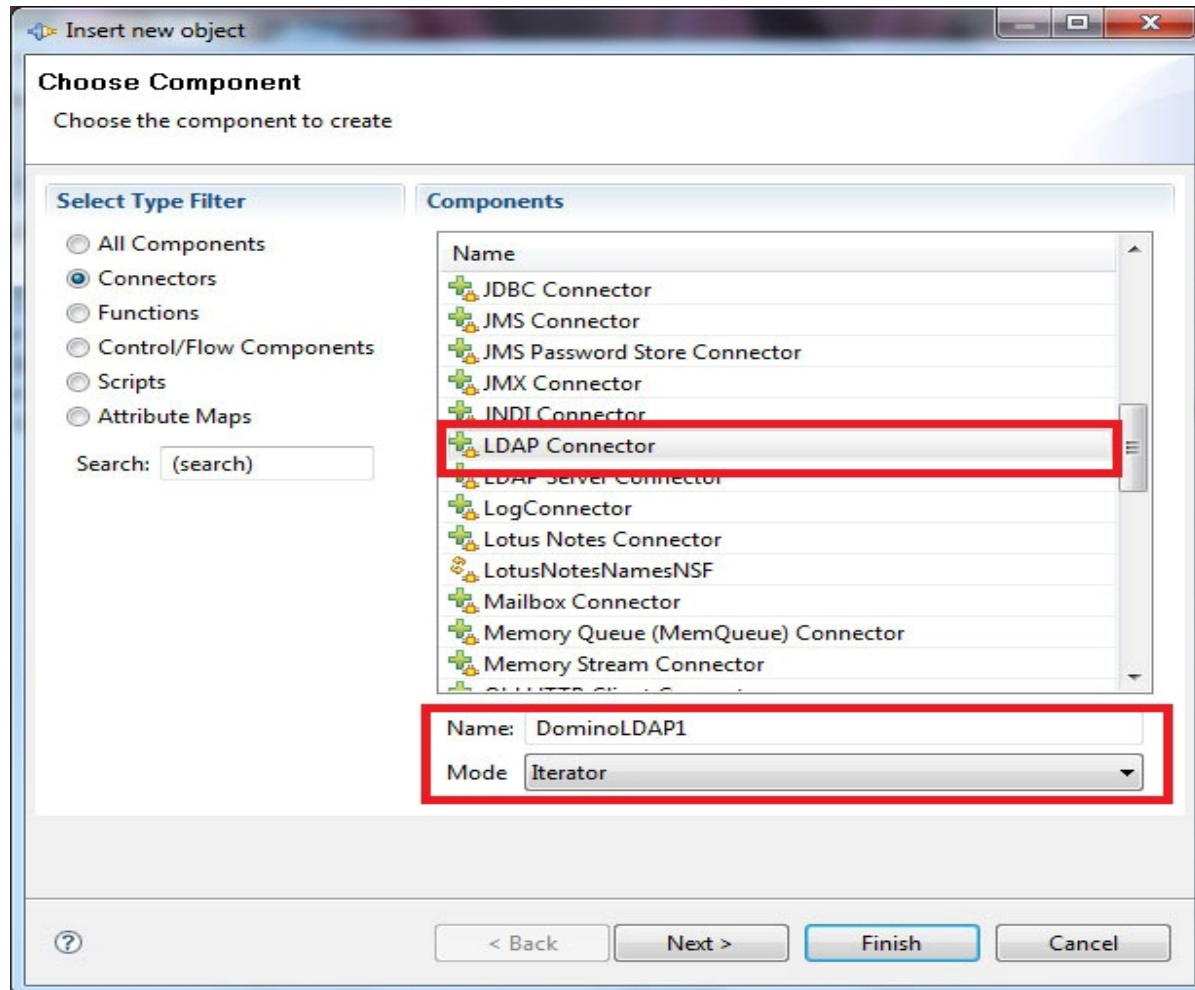 Insert new object
Choose Component
Choose the component to create
Select Type Filter
All Components
Connectors
Functions
Control/Flow Components
Scripts
Attribute Maps
Search: (search)
Components
Name
JDBC Connector
JMS Connector
JMS Password Store Connector
JMX Connector
JNDI Connector
LDAP Connector
LDAP Server Connector
LogConnector
Lotus Notes Connector
LotusNotesNamesNSF
Mailbox Connector
Memory Queue (MemQueue) Connector
Memory Stream Connector
Name: DominoLDAP1
Mode Iterator
< Back Next > Finish Cancel